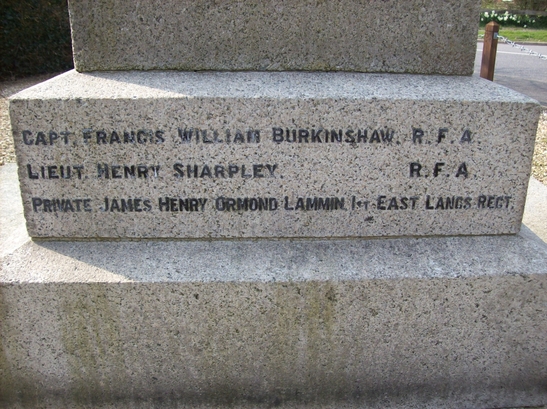 CAPT. FRANCIS WILLIAM BURKINSHAW. R.F.A.
LIEUT. HENRY SHARPLEY. R.F.A.
PRIVATE. JAMES HENRY ORMOND LAMMIN. 1ST EAST LANCS. REGT.